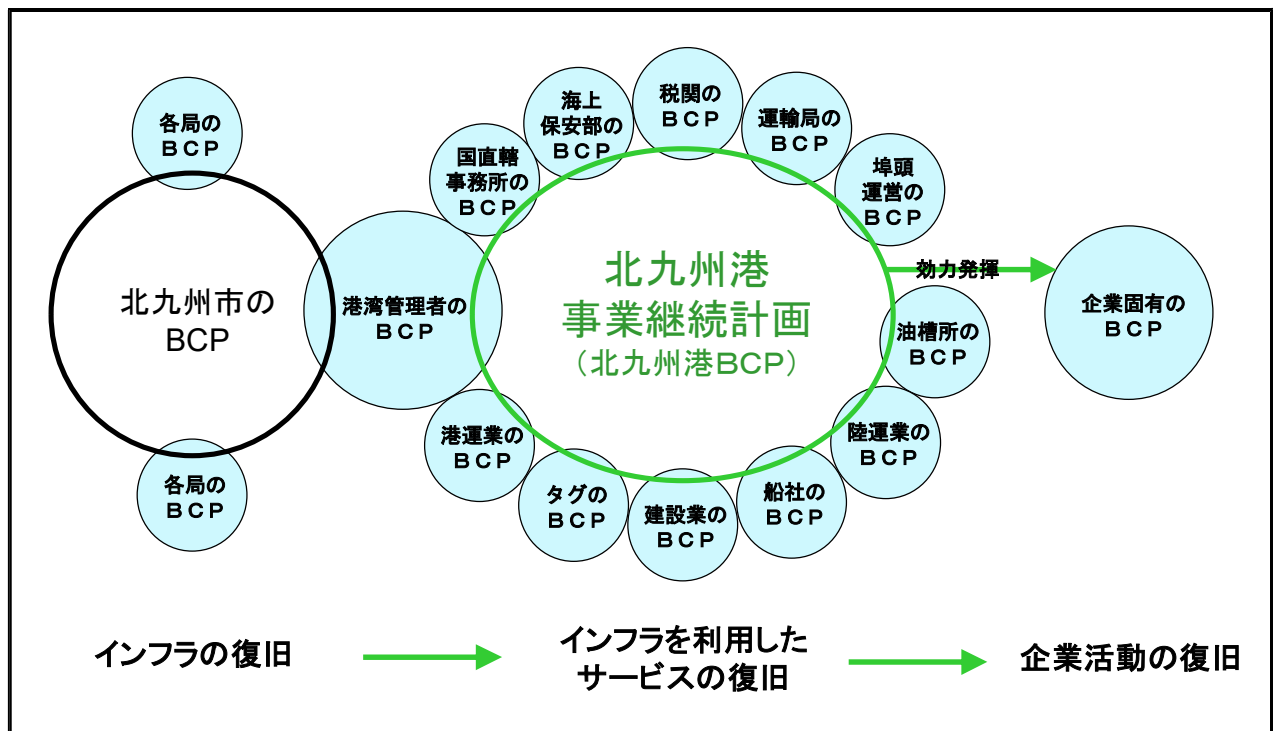 各局の
ＢＣＰ
北九州市の
BCP
各局の
ＢＣＰ
港湾管理者の
ＢＣＰ
国直轄
事務所の
ＢＣＰ
海上
保安部の
ＢＣＰ
税関の
ＢＣＰ
運輸局の
ＢＣＰ
埠頭
運営の
ＢＣＰ
北九州港
事業継続計画
（北九州港BCP）
効力発揮
企業固有の
ＢＣＰ
油槽所の
ＢＣＰ
陸運業の
ＢＣＰ
船社の
ＢＣＰ
建設業の
ＢＣＰ
タグの
ＢＣＰ
港運業の
ＢＣＰ
インフラの復旧
インフラを利用した
サービスの復旧
企業活動の復旧